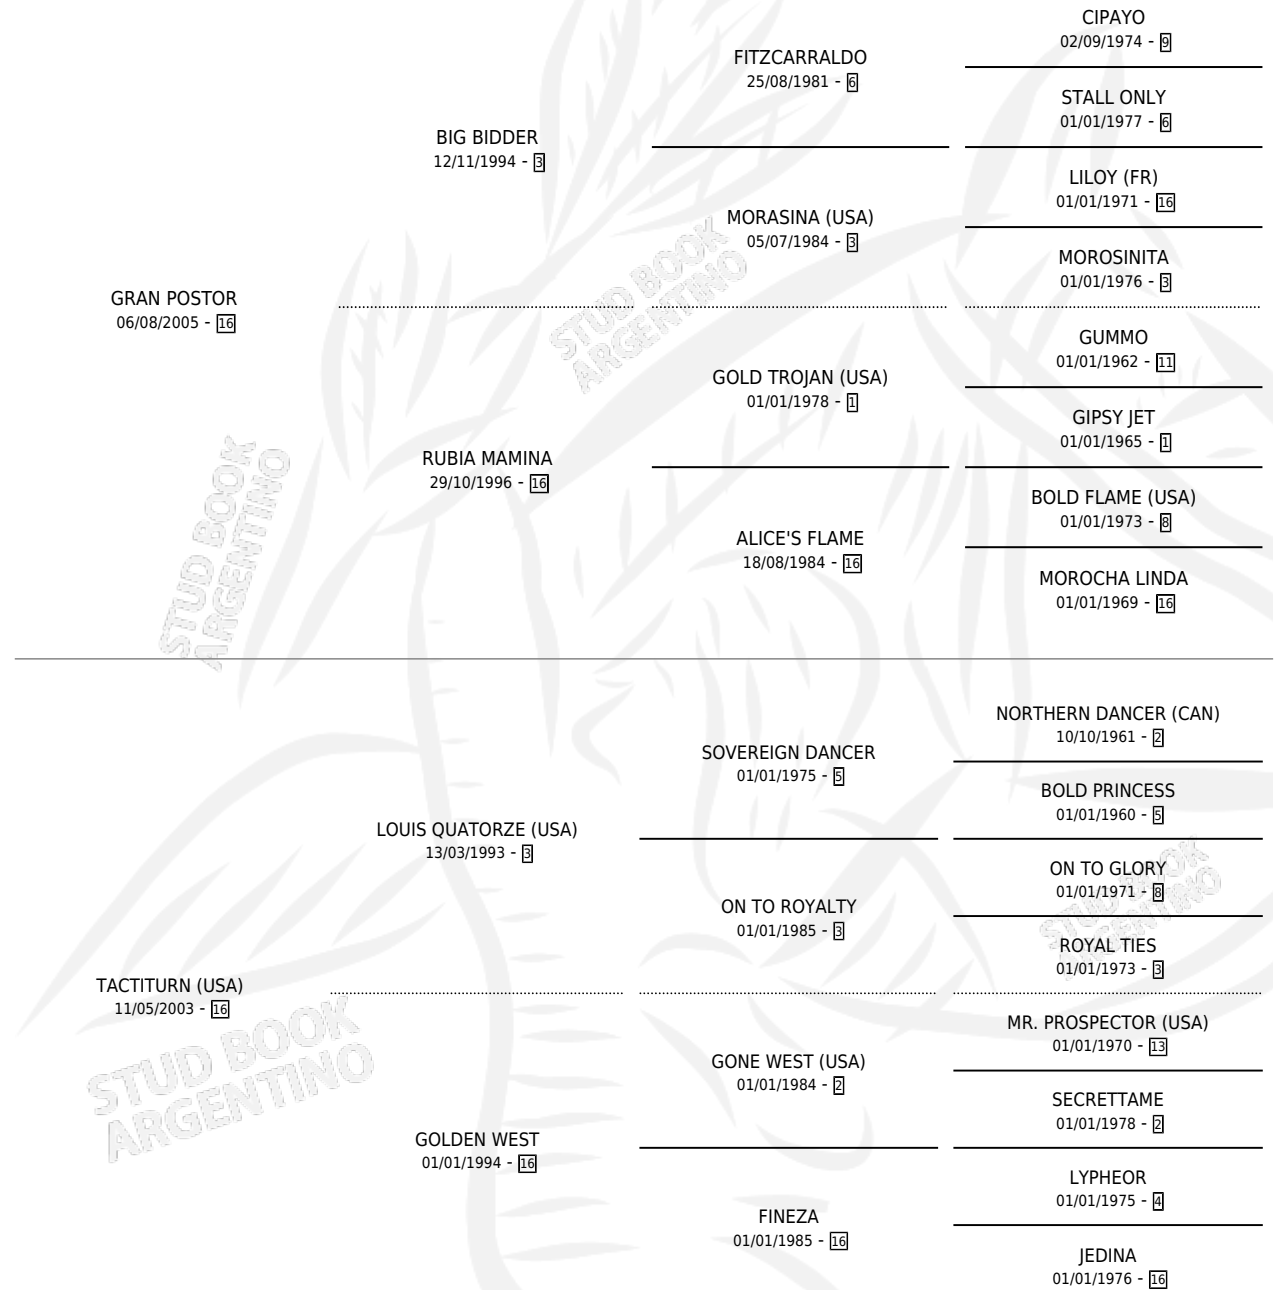 CIPAYO
02/09/1974 - 9
FITZCARRALDO
25/08/1981 - 6
STALL ONLY
01/01/1977 - 6
BIG BIDDER
12/11/1994 - 3
LILOY (FR)
01/01/1971 - 16
MORASINA (USA)
05/07/1984 - 3
MOROSINITA
01/01/1976 - 3
GRAN POSTOR
06/08/2005 - 16
GUMMO
01/01/1962 - 11
GOLD TROJAN (USA)
01/01/1978 - 1
GIPSY JET
01/01/1965 - 1
RUBIA MAMINA
29/10/1996 - 16
BOLD FLAME (USA)
01/01/1973 - 8
ALICE'S FLAME
18/08/1984 - 16
MOROCHA LINDA
01/01/1969 - 16
STUD BOOK
ARGENTINO
STUD BOOK
ARGENTINO
NORTHERN DANCER (CAN)
10/10/1961 - 2
SOVEREIGN DANCER
01/01/1975 - 5
BOLD PRINCESS
01/01/1960 - 5
LOUIS QUATORZE (USA)
13/03/1993 - 3
ON TO GLORY
01/01/1971 - 8
ON TO ROYALTY
01/01/1985 - 3
ROYAL TIES
01/01/1973 - 3
TACTITURN (USA)
11/05/2003 - 16
MR. PROSPECTOR (USA)
01/01/1970 - 13
GONE WEST (USA)
01/01/1984 - 2
SECRETTAME
01/01/1978 - 2
GOLDEN WEST
01/01/1994 - 16
LYPHEOR
01/01/1975 - 4
FINEZA
01/01/1985 - 16
JEDINA
01/01/1976 - 16
STUD BOOK
ARGENTINO
STUD BOOK
ARGENTINO